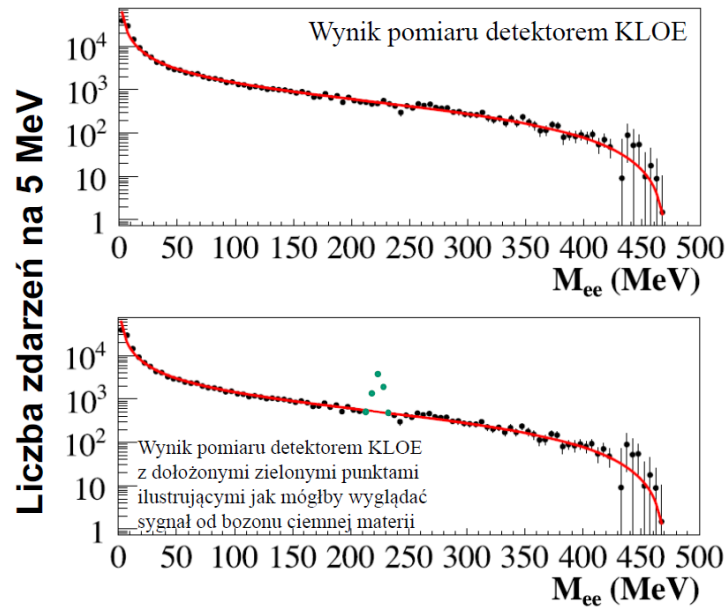 Liczba zdarzeń na 5 MeV
Wynik pomiaru detektorem KLOE
10⁴
10³
10²
10
1
0 50 100 150 200 250 300 350 400 450 500
M_ee (MeV)
10⁴
10³
10²
10
1
Wynik pomiaru detektorem KLOE
z dołożonymi zielonymi punktami
ilustrującymi jak mógłby wyglądać
sygnał od bozonu ciemnej materii
0 50 100 150 200 250 300 350 400 450 500
M_ee (MeV)